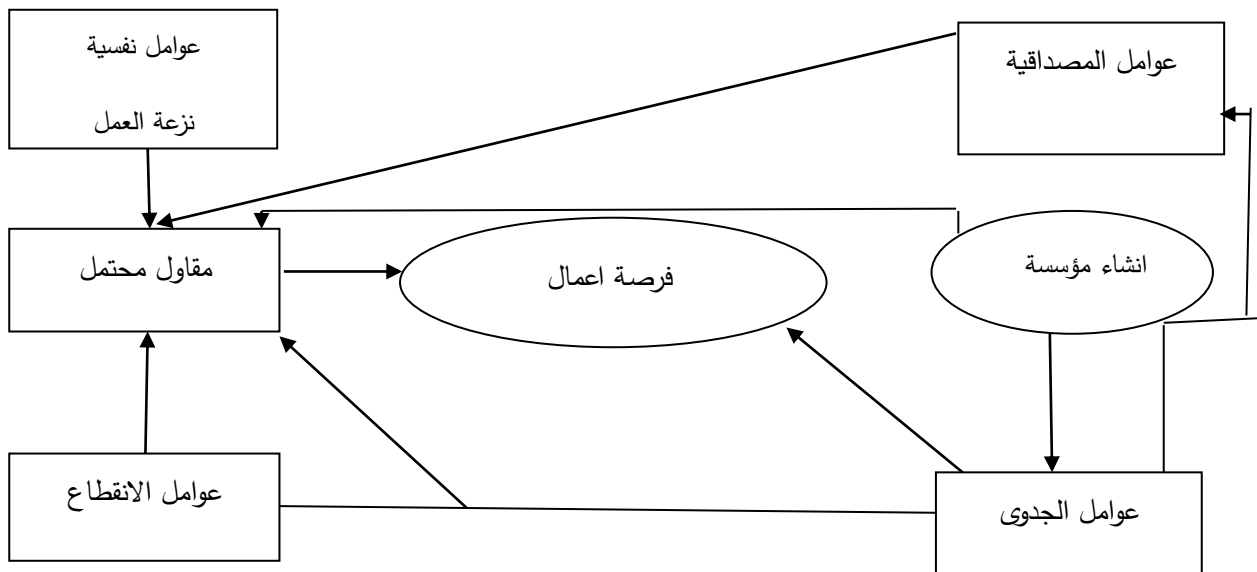 عوامل نفسية
نزعة العمل
عوامل المصداقية
مقاول محتمل
فرصة اعمال
انشاء مؤسسة
عوامل الانقطاع
عوامل الجدوى